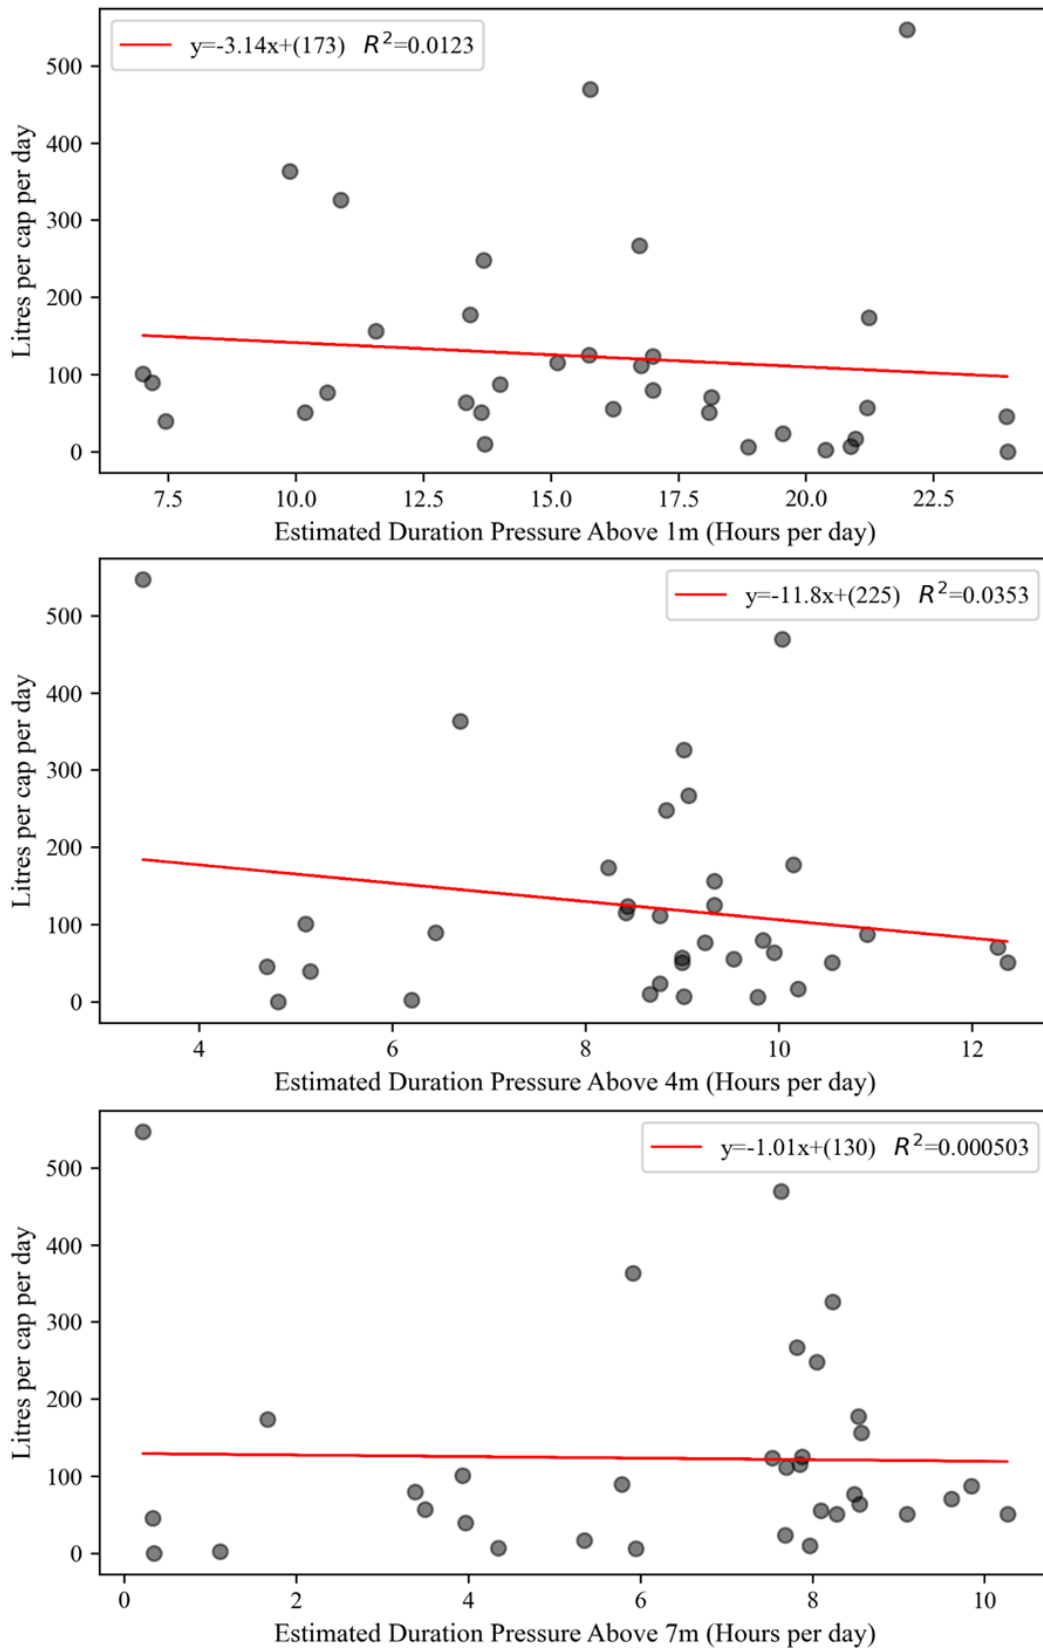 y=-3.14x+(173) R²=0.0123
500
400
300
200
100
0
Litres per cap per day
7.5 10.0 12.5 15.0 17.5 20.0 22.5
Estimated Duration Pressure Above 1m (Hours per day)
y=-11.8x+(225) R²=0.0353
500
400
300
200
100
0
Litres per cap per day
4 6 8 10 12
Estimated Duration Pressure Above 4m (Hours per day)
y=-1.01x+(130) R²=0.000503
500
400
300
200
100
0
Litres per cap per day
0 2 4 6 8 10
Estimated Duration Pressure Above 7m (Hours per day)